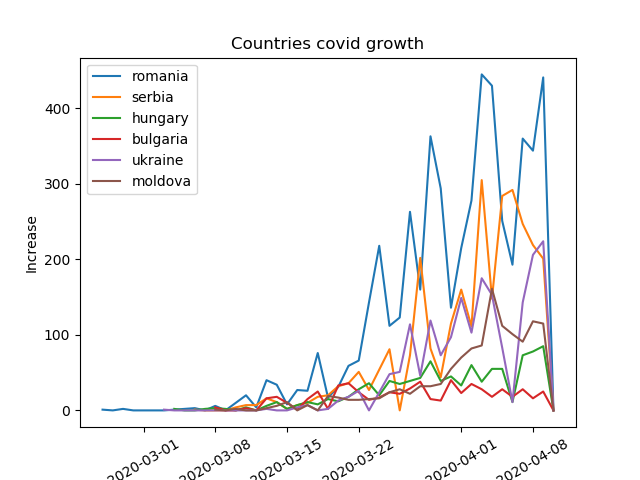 Countries covid growth
romania
serbia
hungary
bulgaria
ukraine
moldova
Increase
400
300
200
100
0
2020-03-01
2020-03-08
2020-03-15
2020-03-22
2020-04-01
2020-04-08